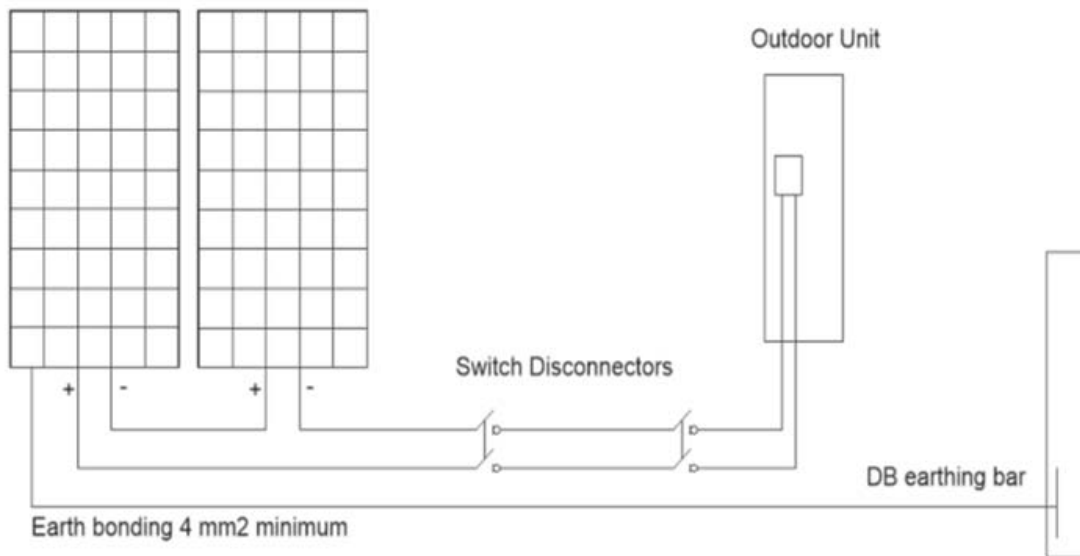 Outdoor Unit
Switch Disconnectors
+ - + -
DB earthing bar
Earth bonding 4 mm2 minimum